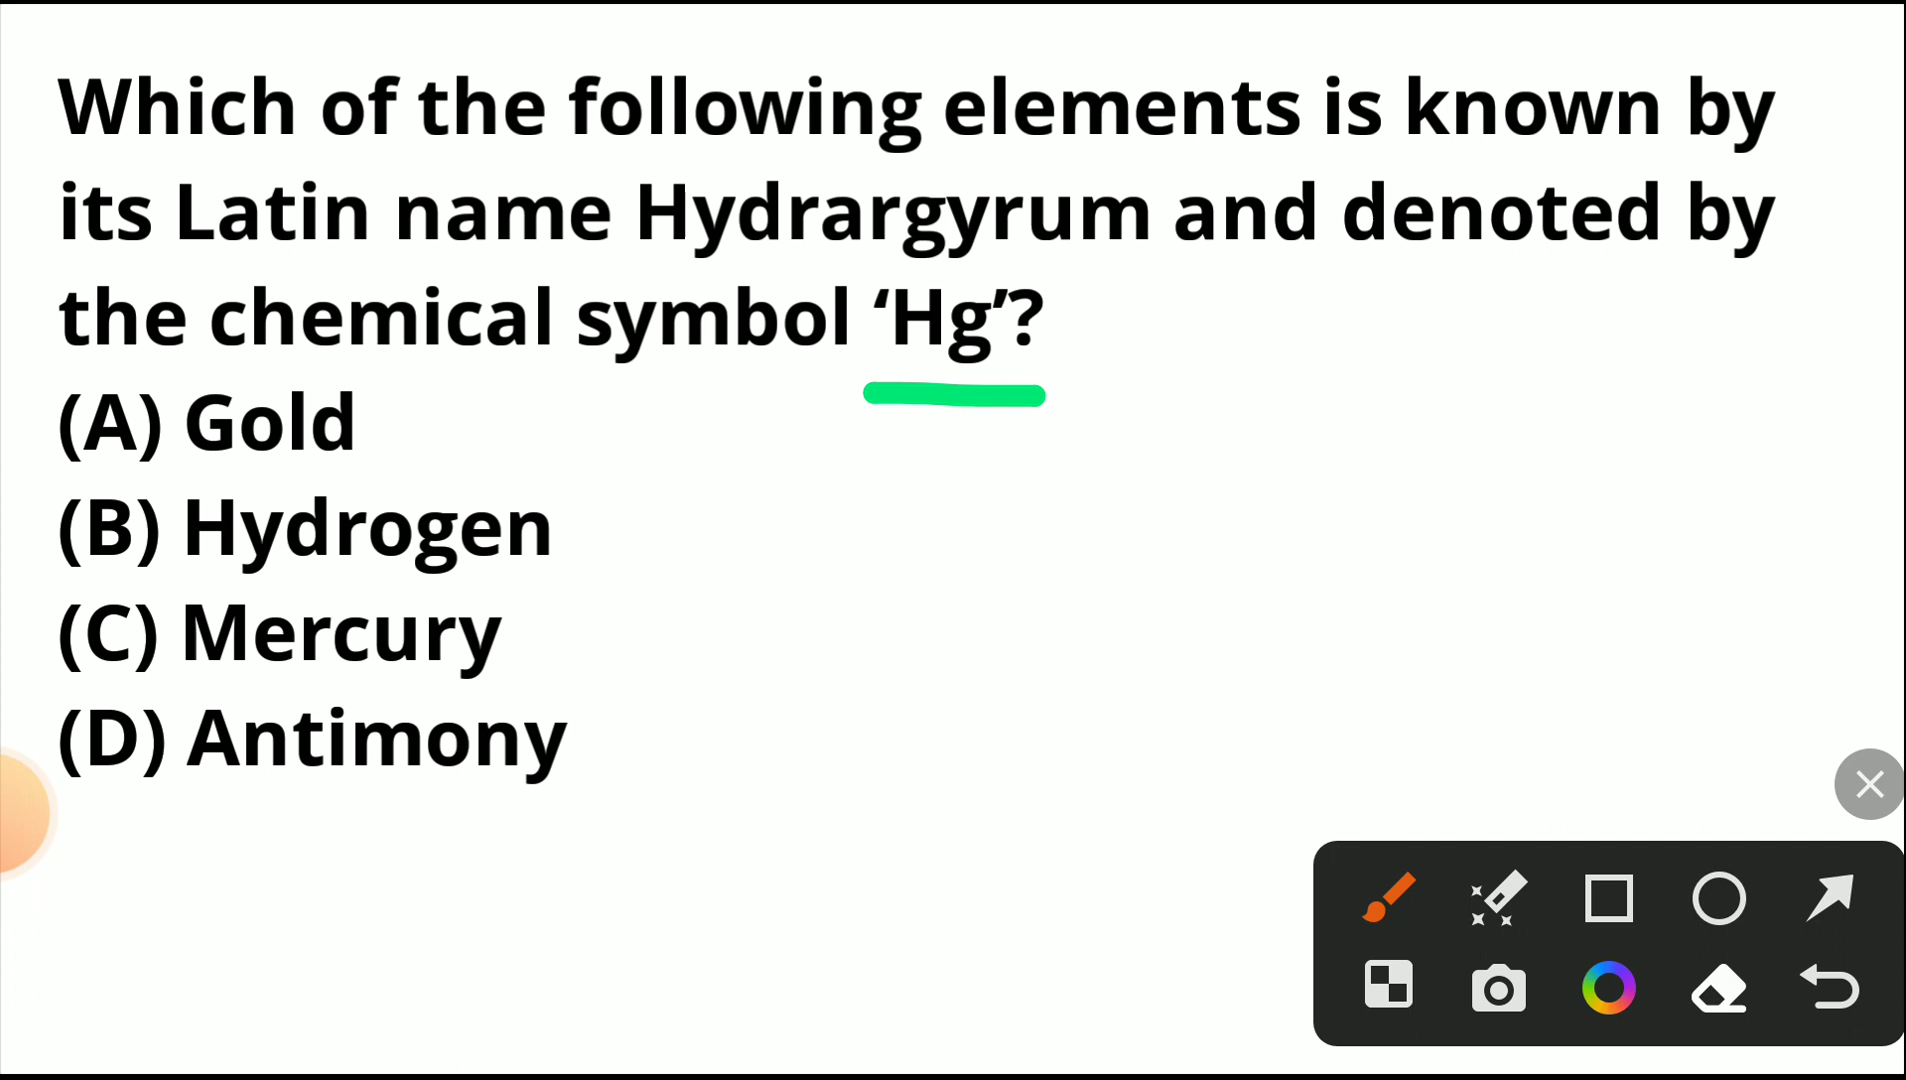 Which of the following elements is known by
its Latin name Hydrargyrum and denoted by
the chemical symbol ‘Hg’?
(A) Gold
(B) Hydrogen
(C) Mercury
(D) Antimony